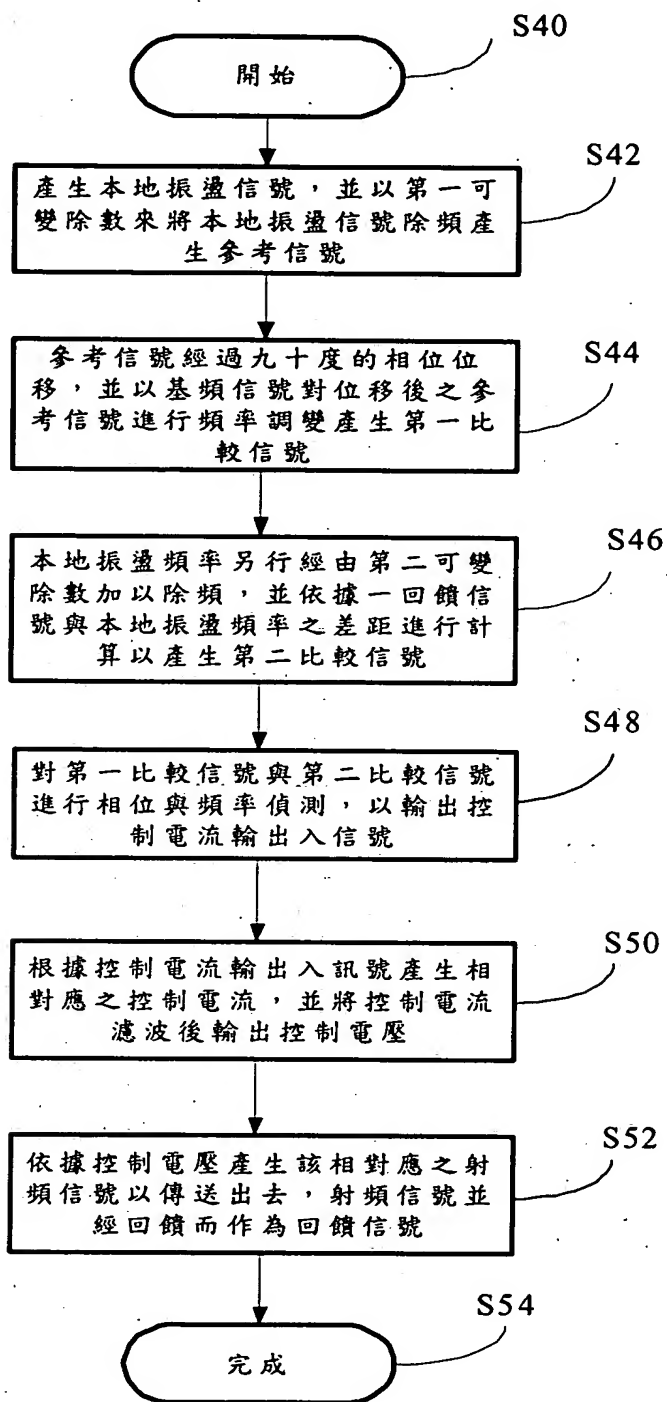 S40
開始
S42
產生本地振盪信號,並以第一可
變除數來將本地振盪信號除頻產
生參考信號
S44
參考信號經過九十度的相位位
移,並以基頻信號對位移後之參
考信號進行頻率調變產生第一比
較信號
S46
本地振盪頻率另行經由第二可變
除數加以除頻,並依據一回饋信
號與本地振盪頻率之差距進行計
算以產生第二比較信號
S48
對第一比較信號與第二比較信號
進行相位與頻率偵測,以輸出控
制電流輸出入信號
S50
根據控制電流輸出入訊號產生相
對應之控制電流,並將控制電流
濾波後輸出控制電壓
S52
依據控制電壓產生該相對應之射
頻信號以傳送出去,射頻信號並
經回饋而作為回饋信號
S54
完成